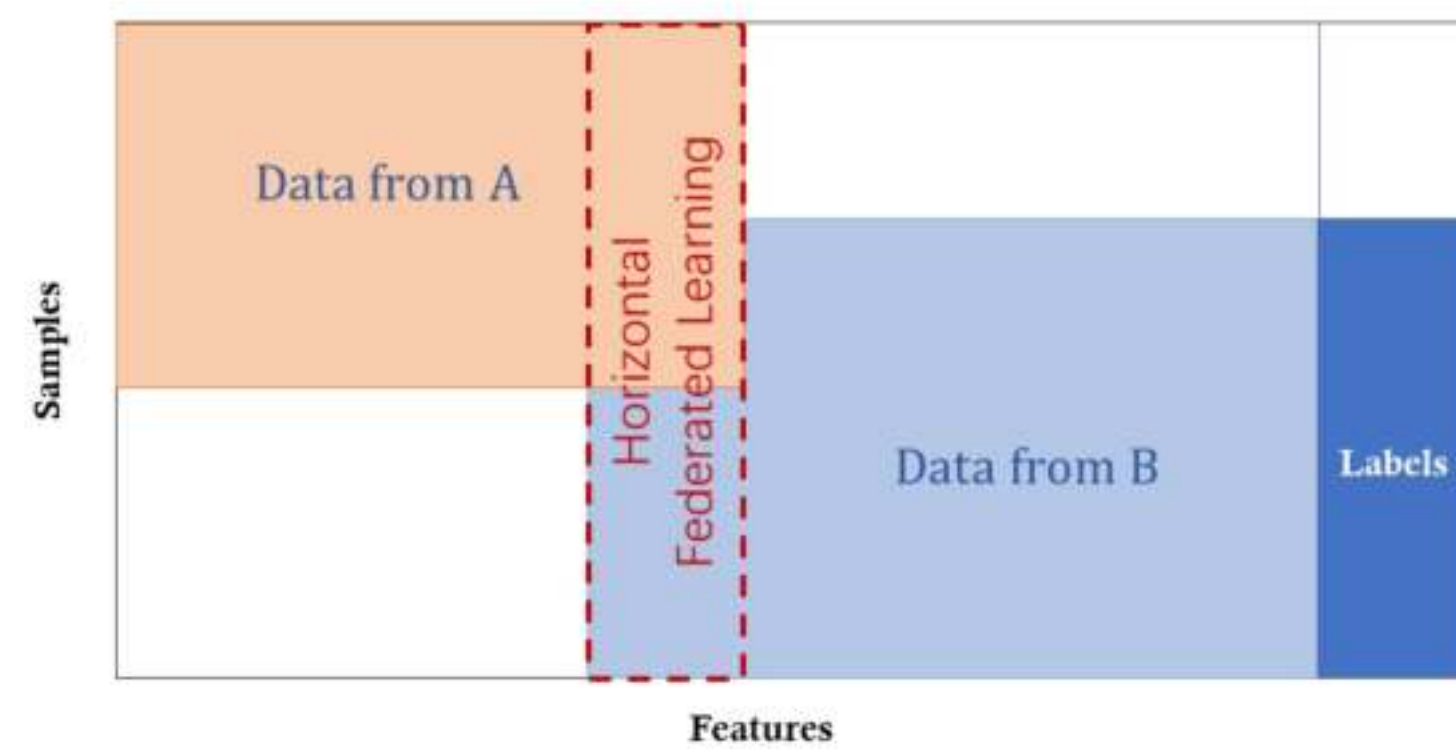 Data from A
Horizontal
Federated Learning
Samples
Data from B
Labels
Features